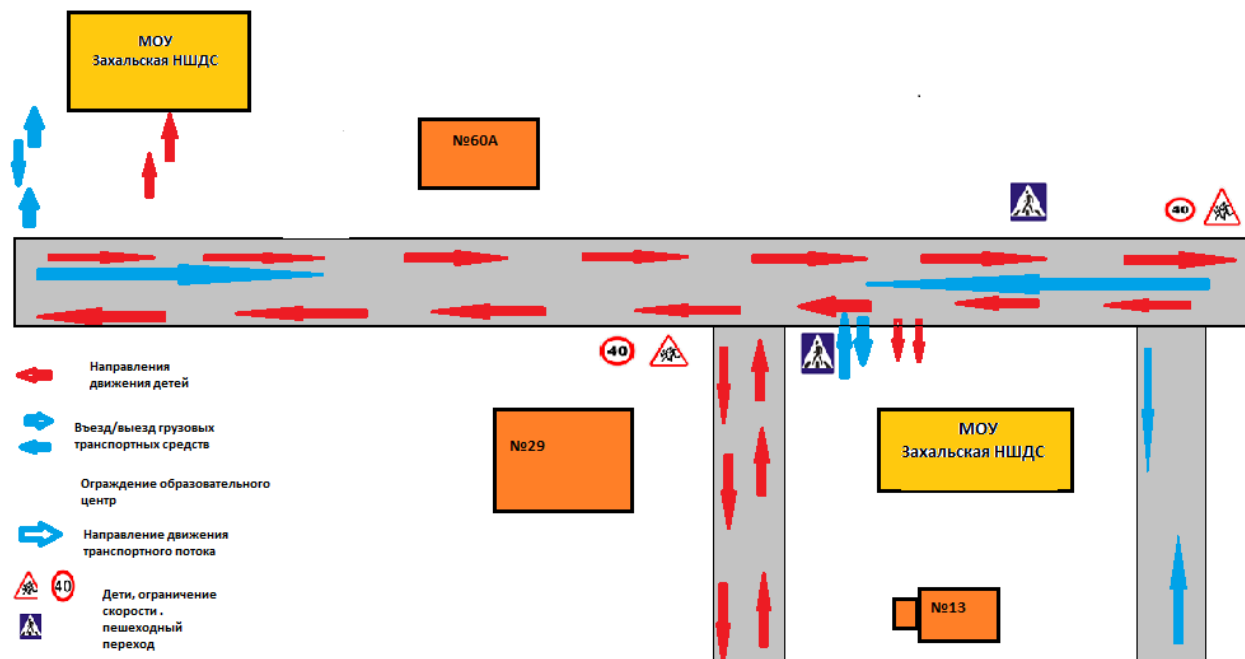 МОУ
Захальская НШДС
№60А
40
40
№29
МОУ
Захальская НШДС
№13
Направления
движения детей
Въезд/выезд грузовых
транспортных средств
Ограждение образовательного
центр
Направление движения
транспортного потока
40
Дети, ограничение
скорости .
пешеходный
переход